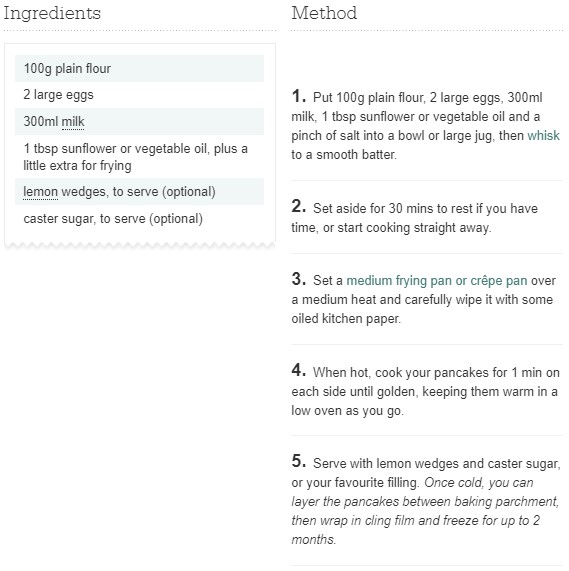 Ingredients
100g plain flour
2 large eggs
300ml milk
1 tbsp sunflower or vegetable oil, plus a
little extra for frying
lemon wedges, to serve (optional)
caster sugar, to serve (optional)
Method
1. Put 100g plain flour, 2 large eggs, 300ml
milk, 1 tbsp sunflower or vegetable oil and a
pinch of salt into a bowl or large jug, then whisk
to a smooth batter.
2. Set aside for 30 mins to rest if you have
time, or start cooking straight away.
3. Set a medium frying pan or crêpe pan over
a medium heat and carefully wipe it with some
oiled kitchen paper.
4. When hot, cook your pancakes for 1 min on
each side until golden, keeping them warm in a
low oven as you go.
5. Serve with lemon wedges and caster sugar,
or your favourite filling. Once cold, you can
layer the pancakes between baking parchment,
then wrap in cling film and freeze for up to 2
months.